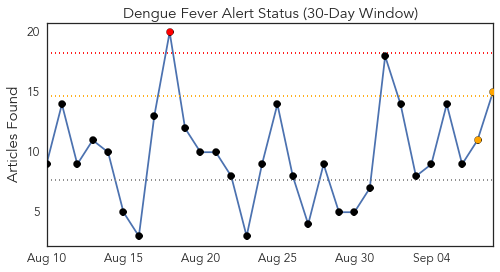 Dengue Fever Alert Status (30-Day Window)
Articles Found
20
15
10
5
Aug 10
Aug 15
Aug 20
Aug 25
Aug 30
Sep 04